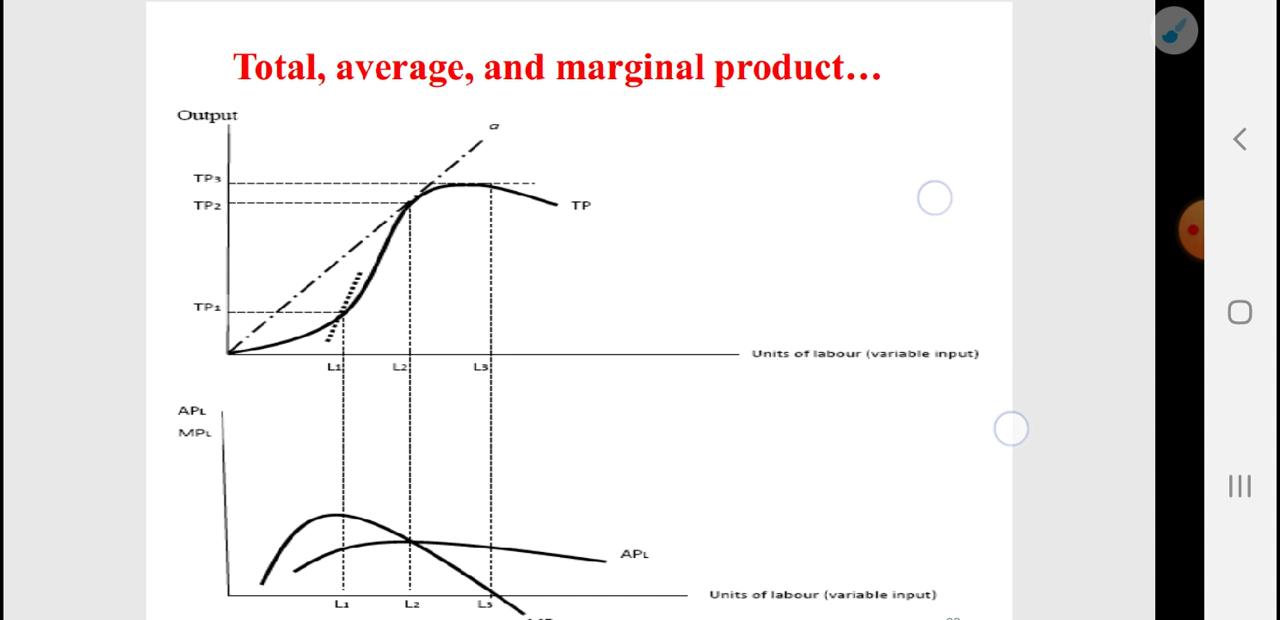 Total, average, and marginal product...
Output
a
TP3
TP2
TP
TP1
Units of labour (variable input)
L1
L2
L3
APL
MPL
APL
Units of labour (variable input)
L1
L2
L3